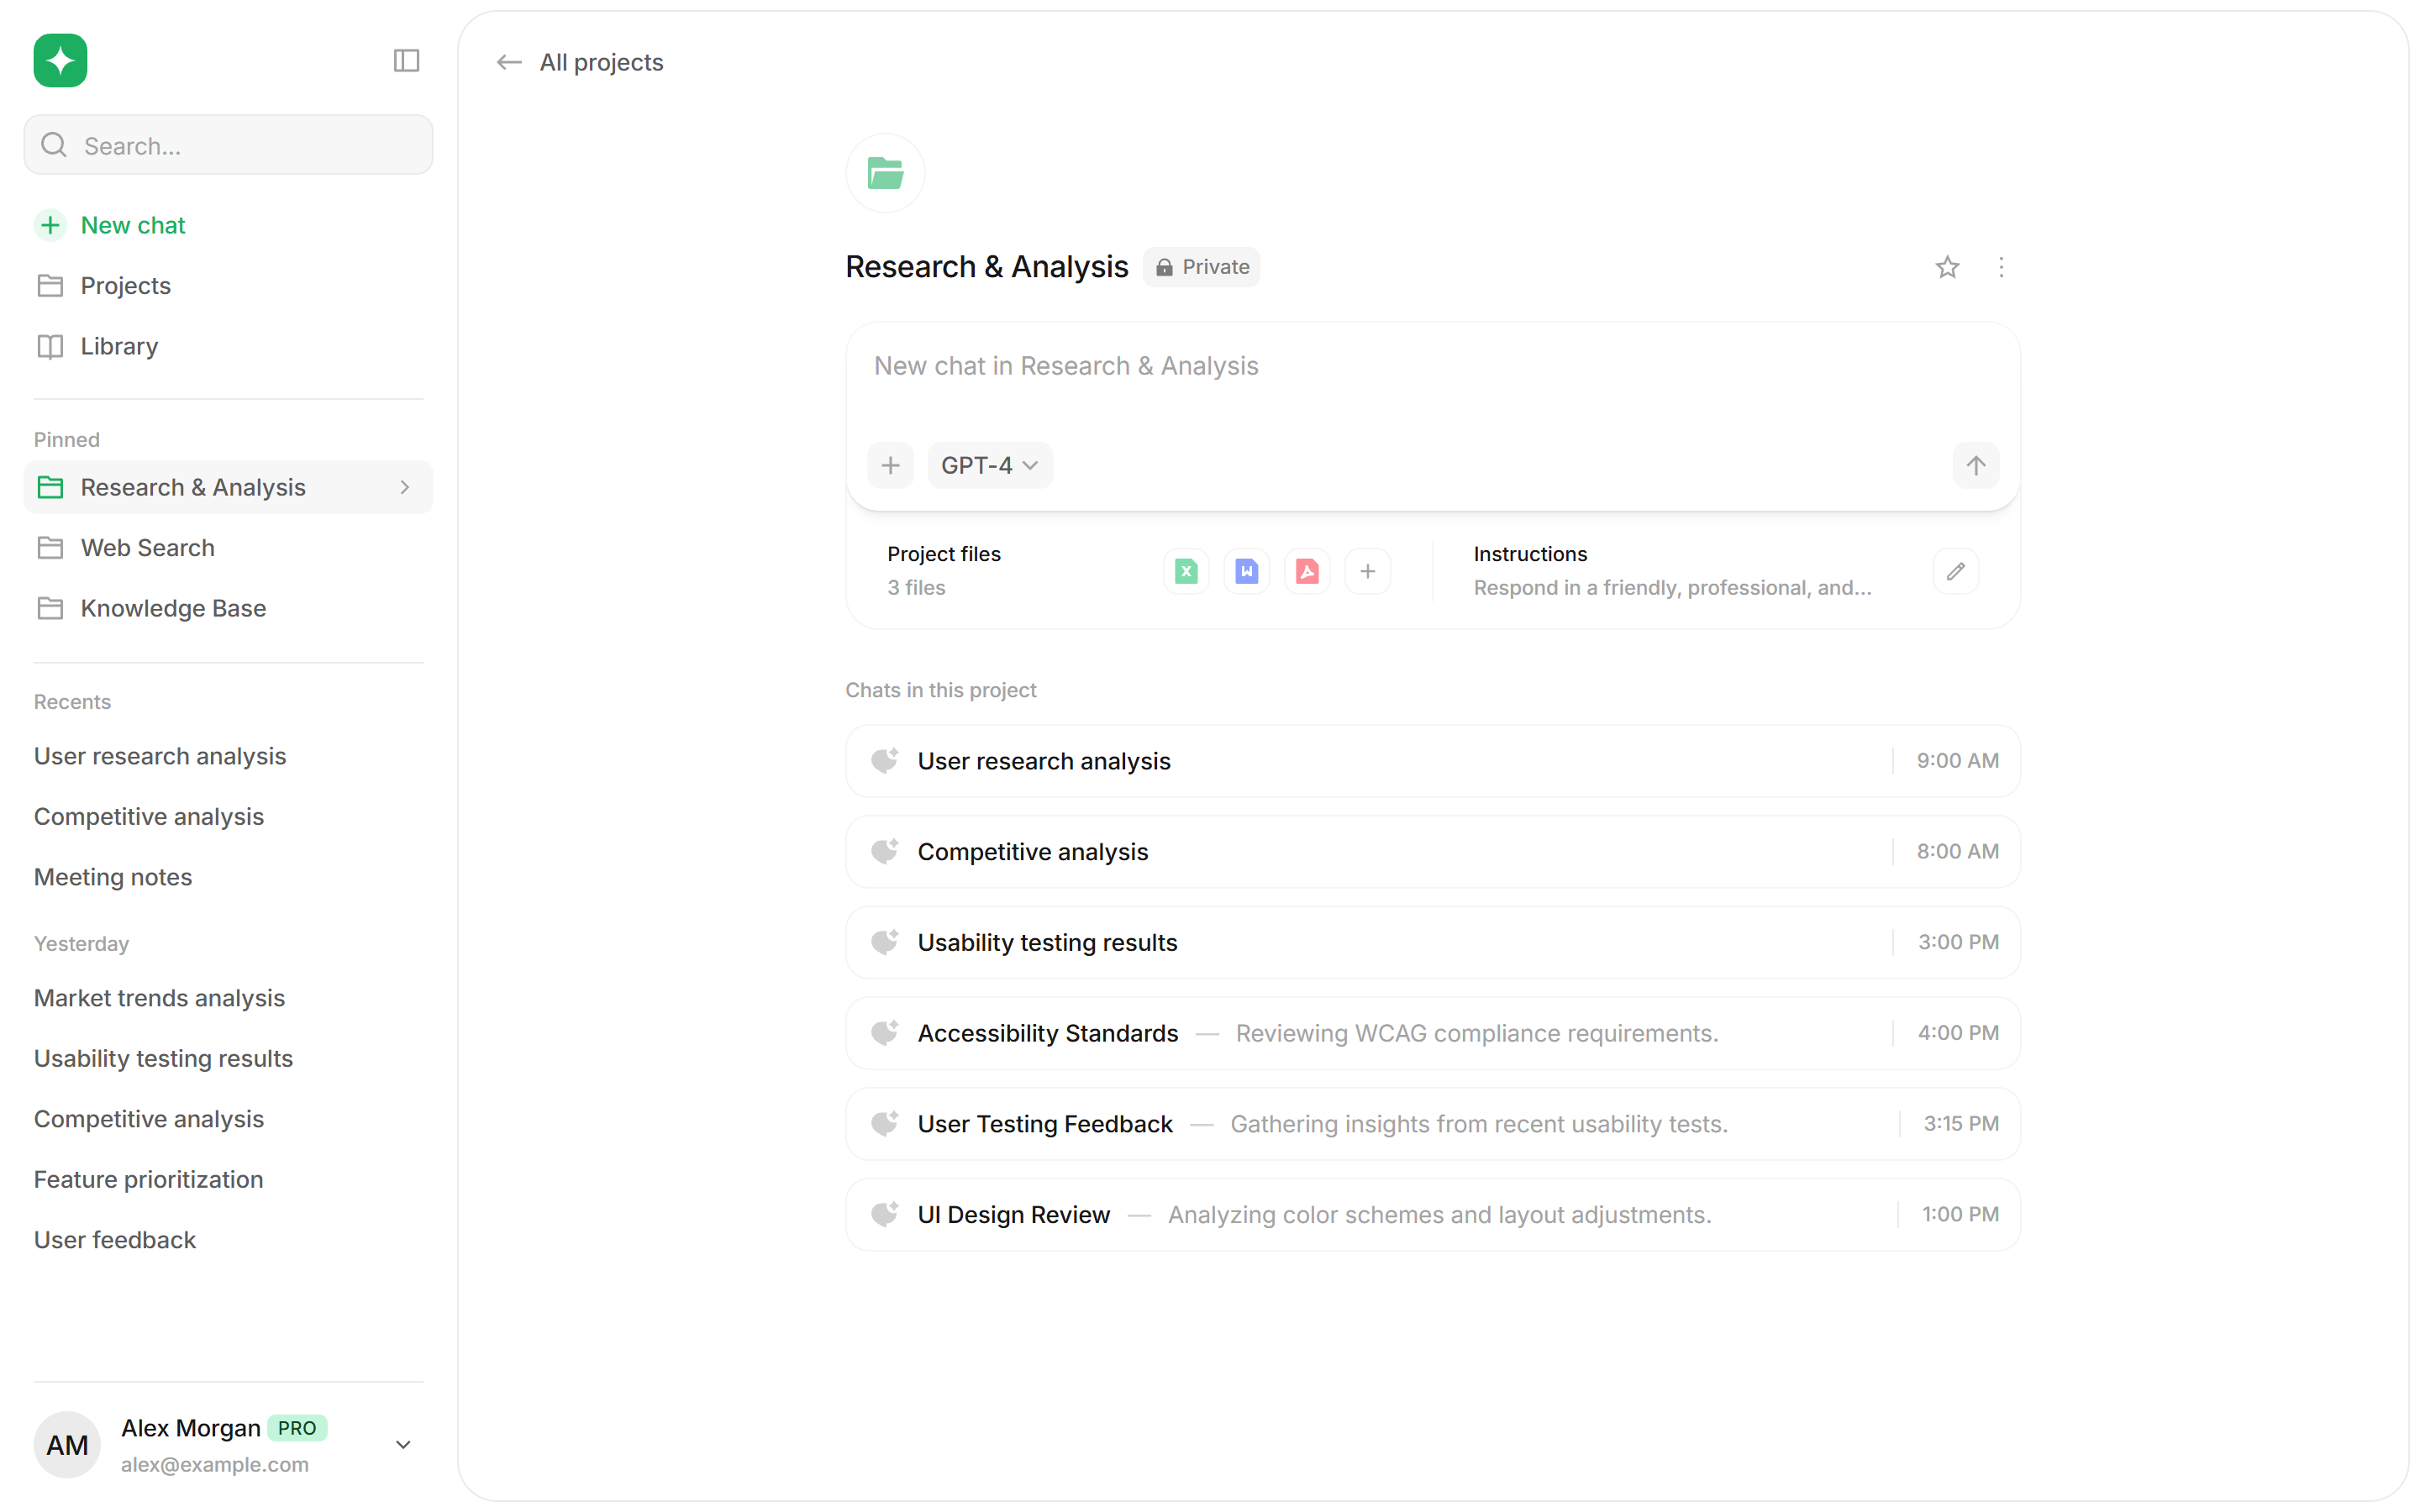 Search...
New chat
Projects
Library
Pinned
Research & Analysis
Web Search
Knowledge Base
Recents
User research analysis
Competitive analysis
Meeting notes
Yesterday
Market trends analysis
Usability testing results
Competitive analysis
Feature prioritization
User feedback
AM
Alex Morgan PRO
alex@example.com
All projects
Research & Analysis Private
New chat in Research & Analysis
GPT-4
Project files
3 files
X W
Instructions
Respond in a friendly, professional, and...
Chats in this project
User research analysis 9:00 AM
Competitive analysis 8:00 AM
Usability testing results 3:00 PM
Accessibility Standards — Reviewing WCAG compliance requirements. 4:00 PM
User Testing Feedback — Gathering insights from recent usability tests. 3:15 PM
UI Design Review — Analyzing color schemes and layout adjustments. 1:00 PM